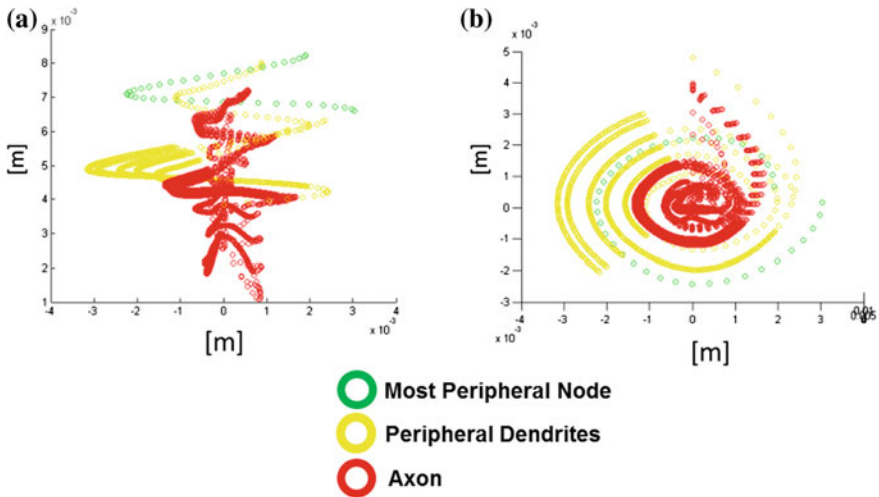 (a)
x 10⁻³
9
8
7
6
5
4
3
2
1
[m]
-4 -3 -2 -1 0 1 2 3 4
x 10⁻³
[m]
(b)
x 10⁻³
5
4
3
2
1
0
-1
-2
-3
[m]
-4 -3 -2 -1 0 1 2 3
x 10⁻³
[m]
Most Peripheral Node
Peripheral Dendrites
Axon